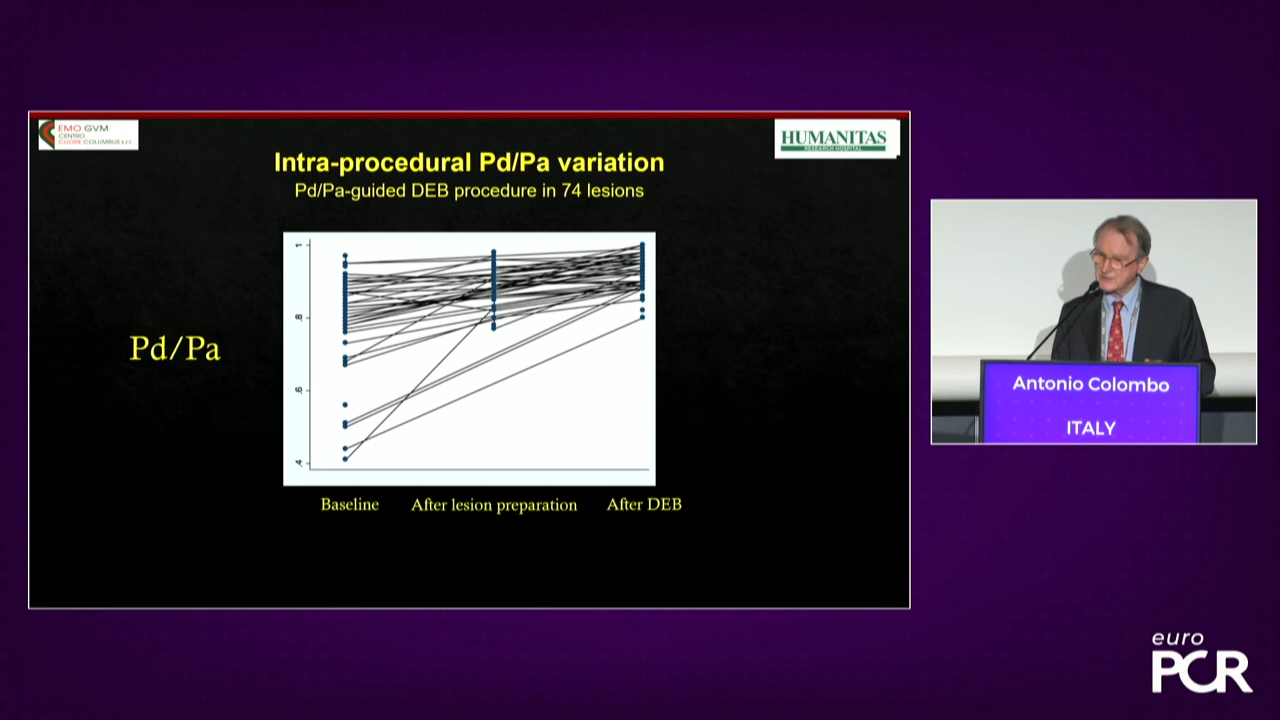 EMO GVM
CENTRO
CUORE COLUMBUS s.r.l.
HUMANITAS
RESEARCH HOSPITAL
Intra-procedural Pd/Pa variation
Pd/Pa-guided DEB procedure in 74 lesions
Pd/Pa
1
.8
.6
.4
Baseline
After lesion preparation
After DEB
Antonio Colombo
ITALY
euro
PCR